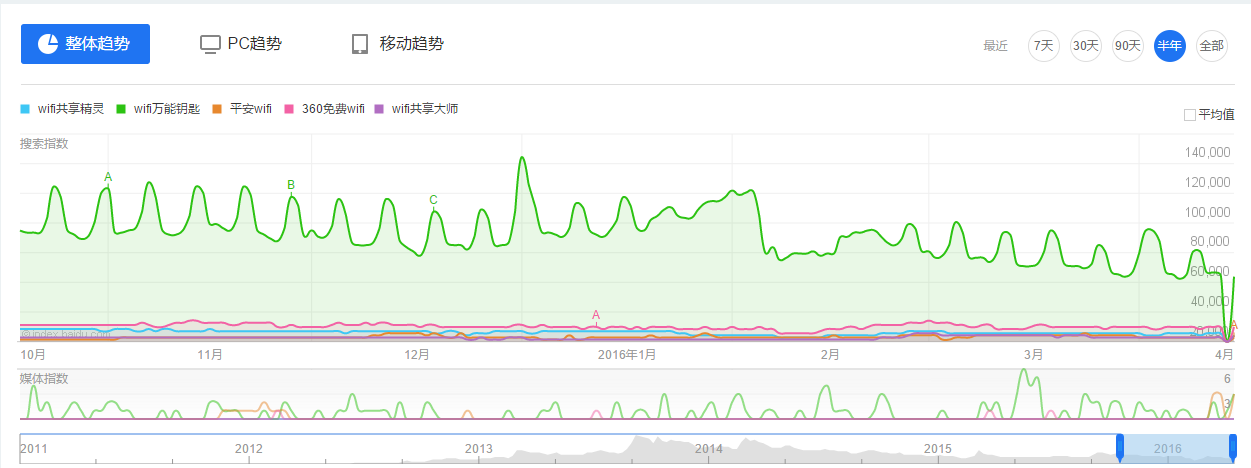 整体趋势 PC趋势 移动趋势 最近 7天 30天 90天 半年 全部
wifi共享精灵 wifi万能钥匙 平安wifi 360免费wifi wifi共享大师 平均值
搜索指数
140,000
A
120,000
B
C
100,000
80,000
60,000
40,000
A
A
index.baidu.com
10月 11月 12月 2016年1月 2月 3月 4月
媒体指数
6
3
2011 2012 2013 2014 2015 2016